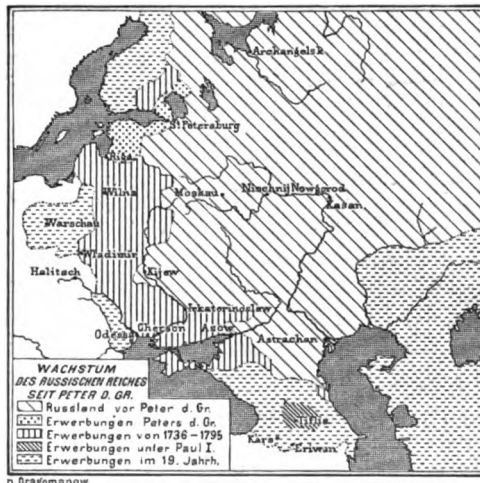 Archangelsk
St Petersburg
Riga
Wilna
Moskau
Nischnij Nowgorod
Kasan
Warschau
Wladimir
Halitsch
Kijew
Jekaterinoslaw
Odessa
Cherson
Asow
Astrachan
Tiflis
Kars
Eriwan
WACHSTUM
DES RUSSISCHEN REICHES
SEIT PETER D. GR.
Russland vor Peter d. Gr.
Erwerbungen Peters d. Gr.
Erwerbungen von 1736-1795
Erwerbungen unter Paul I.
Erwerbungen im 19. Jahrh.
n. Dragomanow